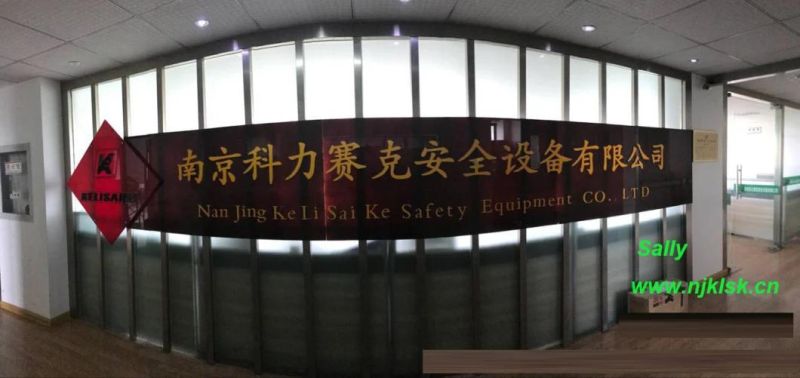 南京科力赛克安全设备有限公司
Nan Jing Ke Li Sai Ke Safety Equipment CO. LTD
K
KELISAIKE
Sally
www.njklsk.cn